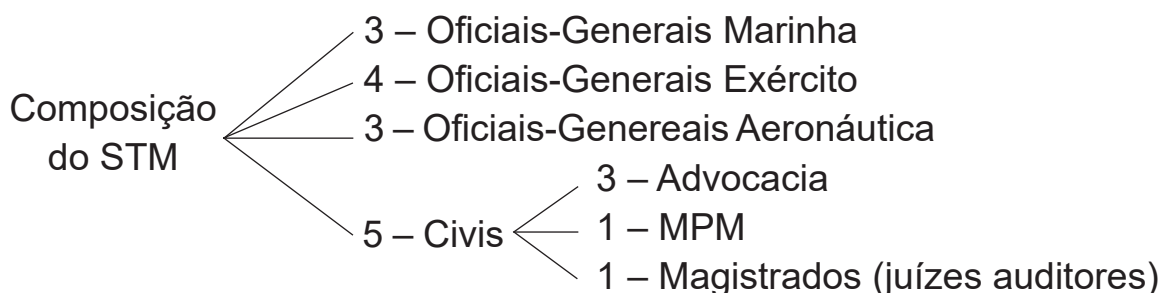 Composição
do STM
3 – Oficiais-Generais Marinha
4 – Oficiais-Generais Exército
3 – Oficiais-Genereais Aeronáutica
5 – Civis
3 – Advocacia
1 – MPM
1 – Magistrados (juízes auditores)